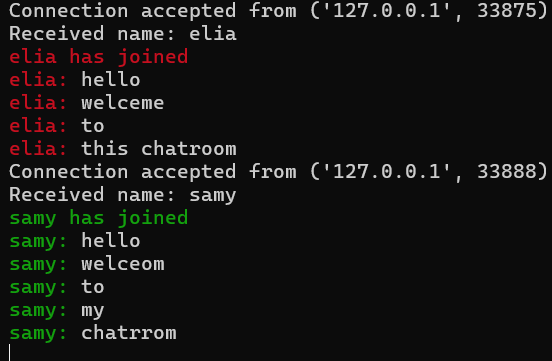 Connection accepted from ('127.0.0.1', 33875)
Received name: elia
elia has joined
elia: hello
elia: welceme
elia: to
elia: this chatroom
Connection accepted from ('127.0.0.1', 33888)
Received name: samy
samy has joined
samy: hello
samy: welceom
samy: to
samy: my
samy: chatrrom